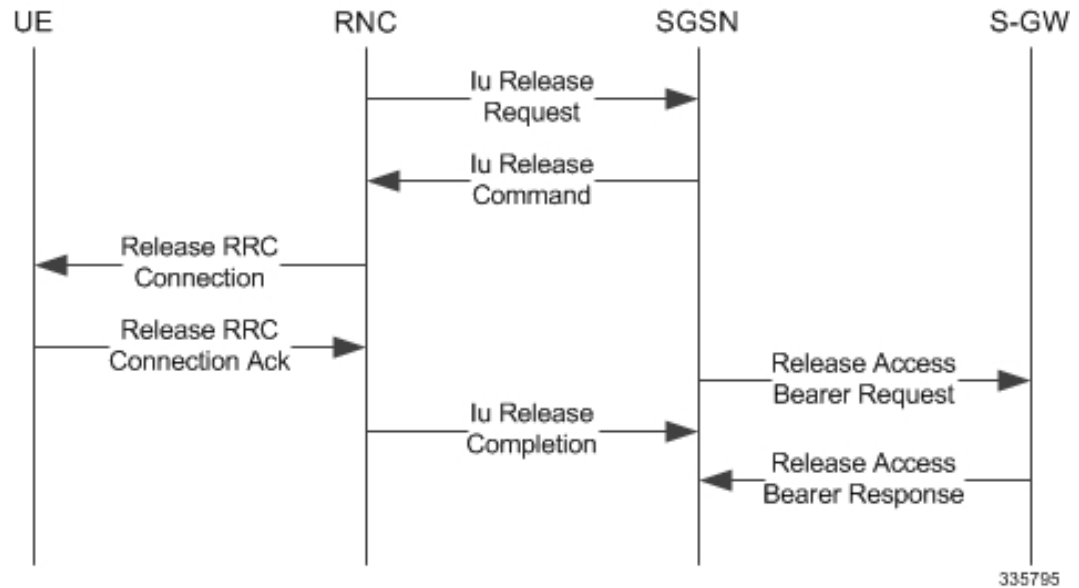 UE RNC SGSN S-GW
Iu Release
Request
Iu Release
Command
Release RRC
Connection
Release RRC
Connection Ack
Release Access
Bearer Request
Iu Release
Completion
Release Access
Bearer Response
335795